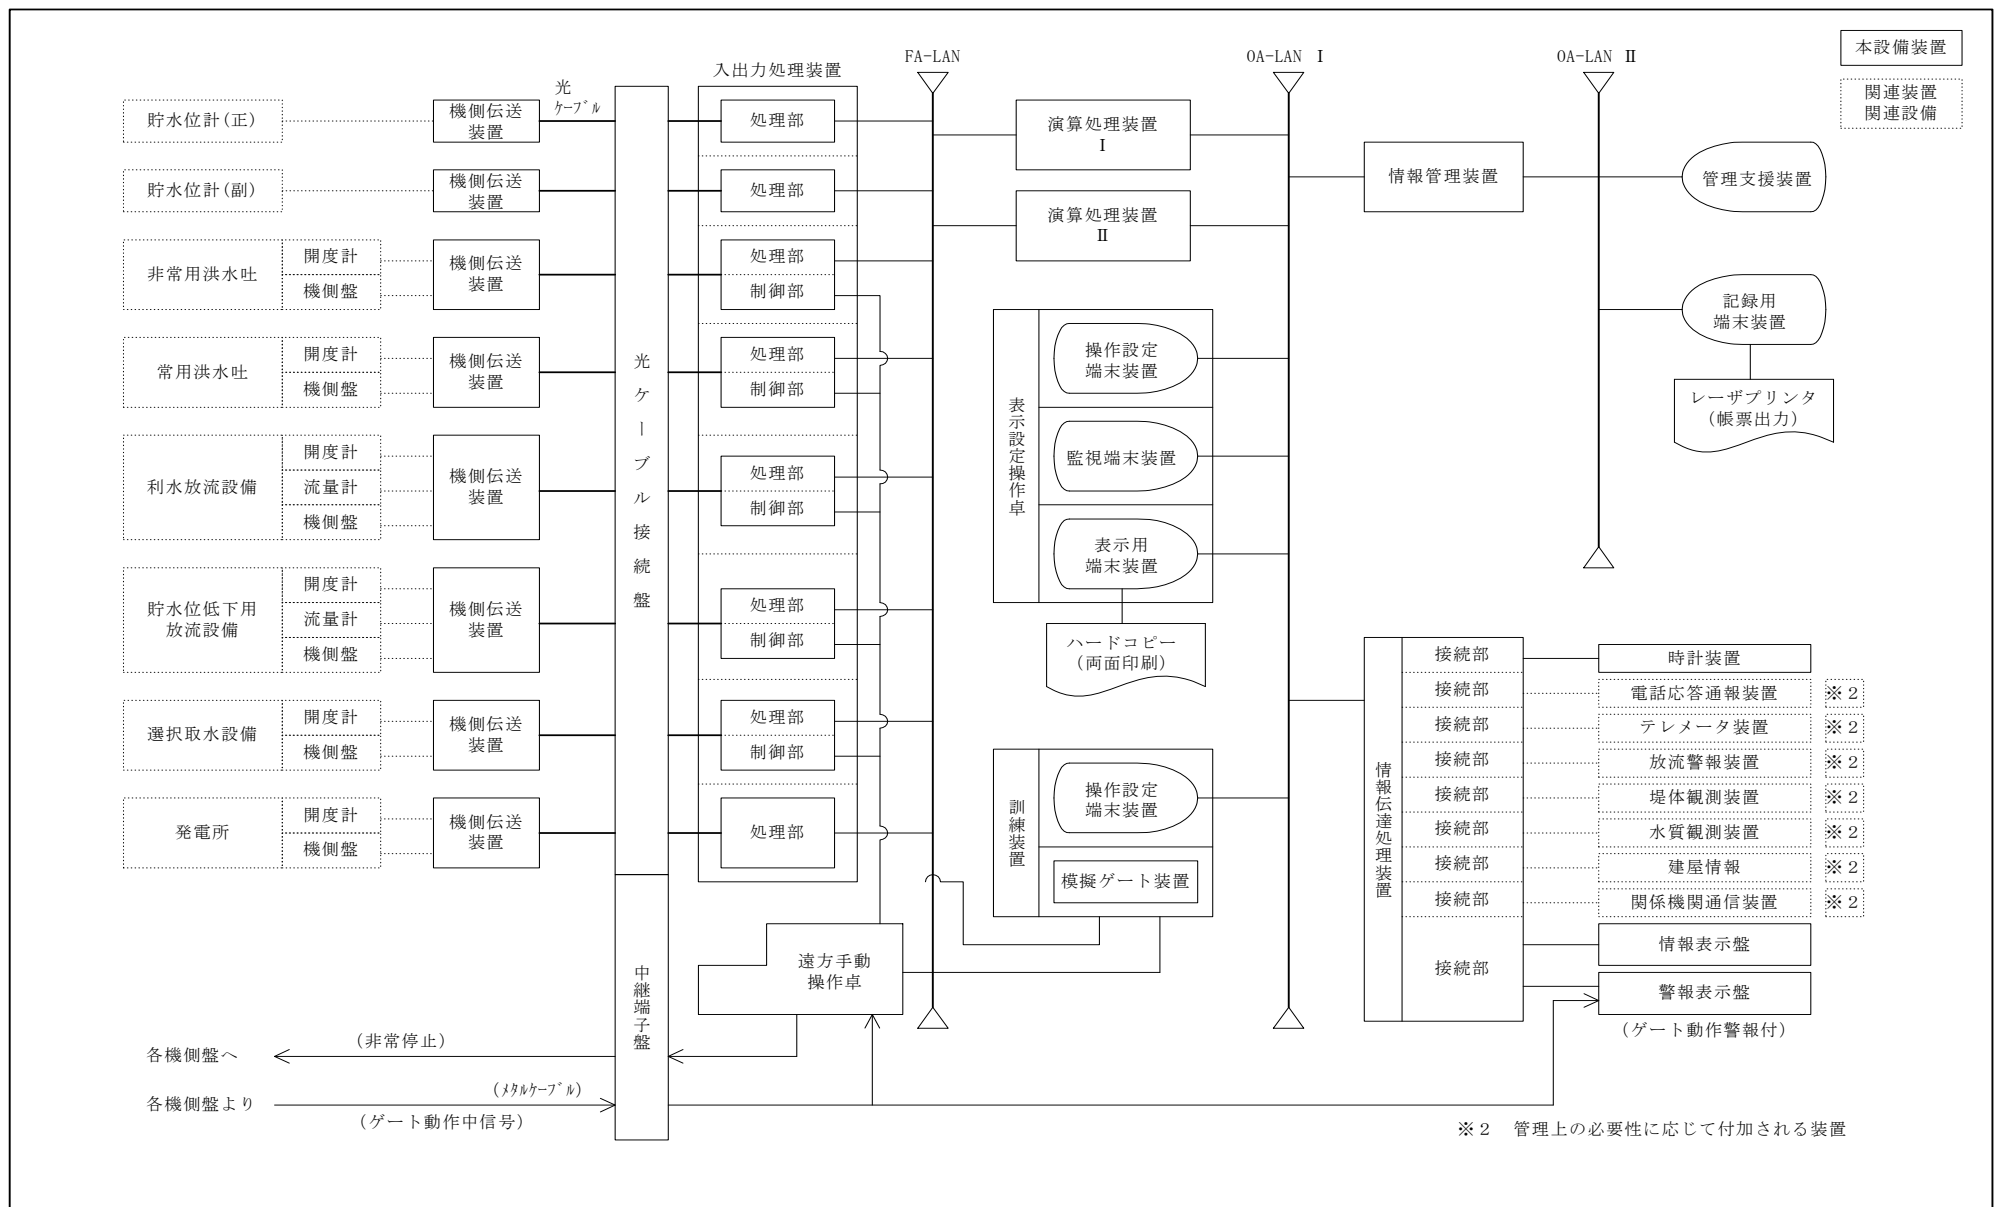 FA-LAN
OA-LAN Ⅰ
OA-LAN Ⅱ
本設備装置
関連装置
関連設備
入出力処理装置
光
ｹｰﾌﾞﾙ
貯水位計(正)
機側伝送
装置
処理部
貯水位計(副)
機側伝送
装置
処理部
非常用洪水吐
開度計
機側盤
機側伝送
装置
処理部
制御部
常用洪水吐
開度計
機側盤
機側伝送
装置
処理部
制御部
利水放流設備
開度計
流量計
機側盤
機側伝送
装置
処理部
制御部
貯水位低下用
放流設備
開度計
流量計
機側盤
機側伝送
装置
処理部
制御部
選択取水設備
開度計
機側盤
機側伝送
装置
処理部
制御部
発電所
開度計
機側盤
機側伝送
装置
処理部
光ケーブル接続盤
中継端子盤
遠方手動
操作卓
演算処理装置
Ⅰ
演算処理装置
Ⅱ
表示設定操作卓
操作設定
端末装置
監視端末装置
表示用
端末装置
ハードコピー
(両面印刷)
訓練装置
操作設定
端末装置
模擬ゲート装置
情報管理装置
管理支援装置
記録用
端末装置
レーザプリンタ
(帳票出力)
情報伝達処理装置
接続部
時計装置
接続部
電話応答通報装置
※２
接続部
テレメータ装置
※２
接続部
放流警報装置
※２
接続部
堤体観測装置
※２
接続部
水質観測装置
※２
接続部
建屋情報
※２
接続部
関係機関通信装置
※２
接続部
情報表示盤
警報表示盤
(ゲート動作警報付)
各機側盤へ
(非常停止)
各機側盤より
(ﾒﾀﾙｹｰﾌﾞﾙ)
(ゲート動作中信号)
※２ 管理上の必要性に応じて付加される装置